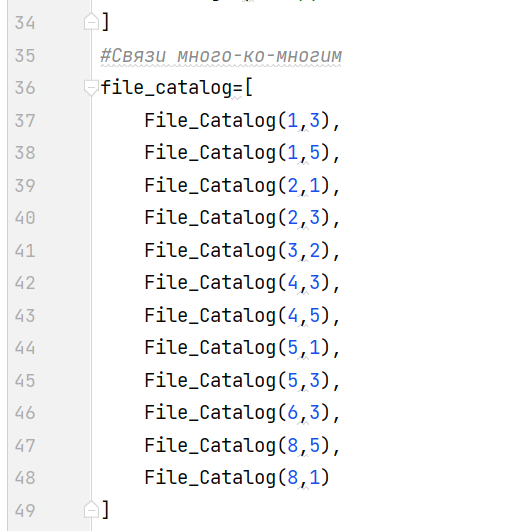 34 ]
35 #Связи много-ко-многим
36 file_catalog=[
37 File_Catalog(1,3),
38 File_Catalog(1,5),
39 File_Catalog(2,1),
40 File_Catalog(2,3),
41 File_Catalog(3,2),
42 File_Catalog(4,3),
43 File_Catalog(4,5),
44 File_Catalog(5,1),
45 File_Catalog(5,3),
46 File_Catalog(6,3),
47 File_Catalog(8,5),
48 File_Catalog(8,1)
49 ]